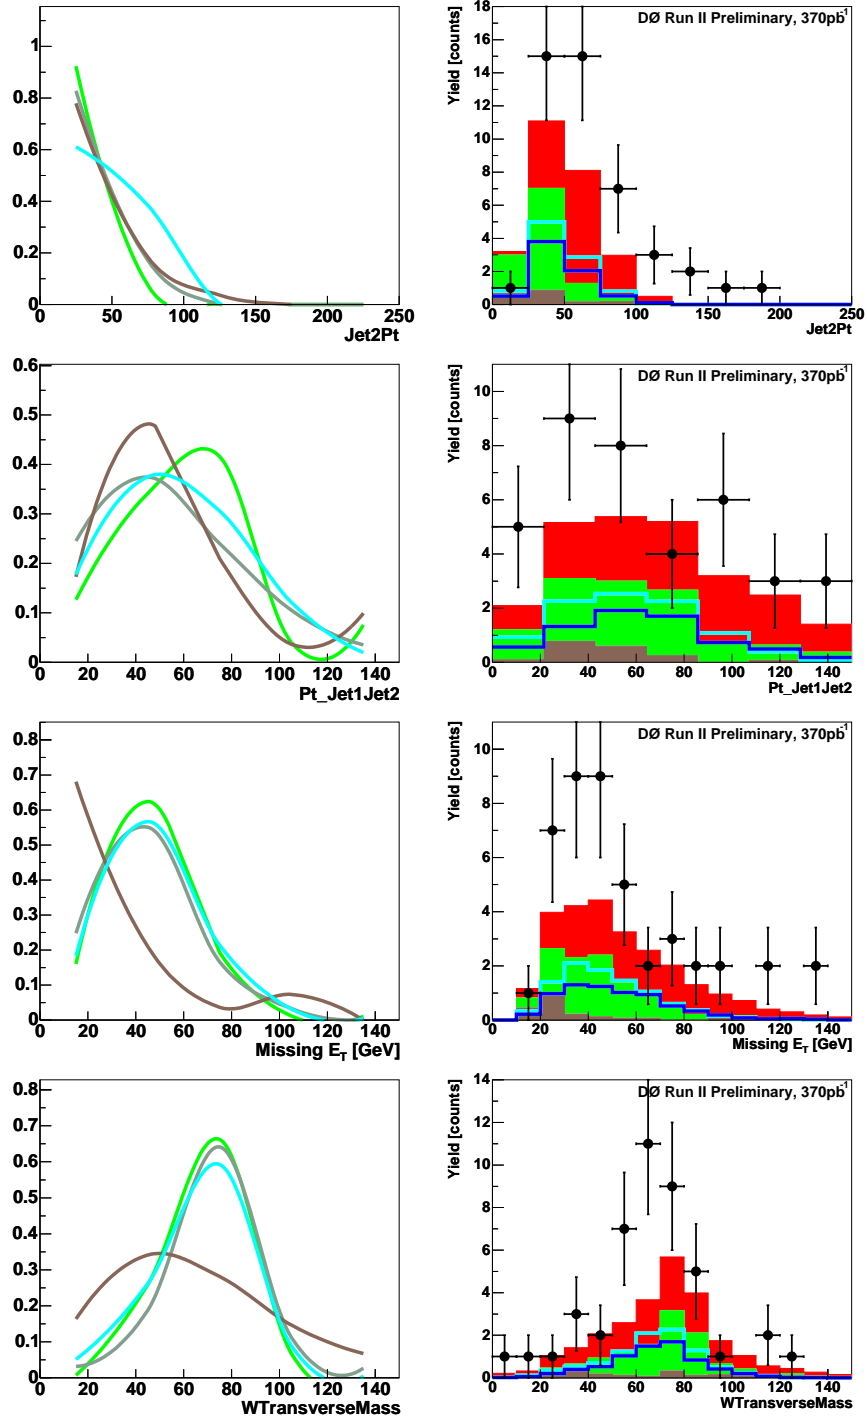 1
0.8
0.6
0.4
0.2
0
0 50 100 150 200 250
Jet2Pt
18
16
14
12
10
8
6
4
2
0
Yield [counts]
DØ Run II Preliminary, 370pb-1
0 50 100 150 200 250
Jet2Pt
0.6
0.5
0.4
0.3
0.2
0.1
0
0 20 40 60 80 100 120 140
Pt_Jet1Jet2
10
8
6
4
2
0
Yield [counts]
DØ Run II Preliminary, 370pb-1
0 20 40 60 80 100 120 140
Pt_Jet1Jet2
0.8
0.7
0.6
0.5
0.4
0.3
0.2
0.1
0
0 20 40 60 80 100 120 140
Missing ET [GeV]
10
8
6
4
2
0
Yield [counts]
DØ Run II Preliminary, 370pb-1
0 20 40 60 80 100 120 140
Missing ET [GeV]
0.8
0.7
0.6
0.5
0.4
0.3
0.2
0.1
0
0 20 40 60 80 100 120 140
WTransverseMass
14
12
10
8
6
4
2
0
Yield [counts]
DØ Run II Preliminary, 370pb-1
0 20 40 60 80 100 120 140
WTransverseMass